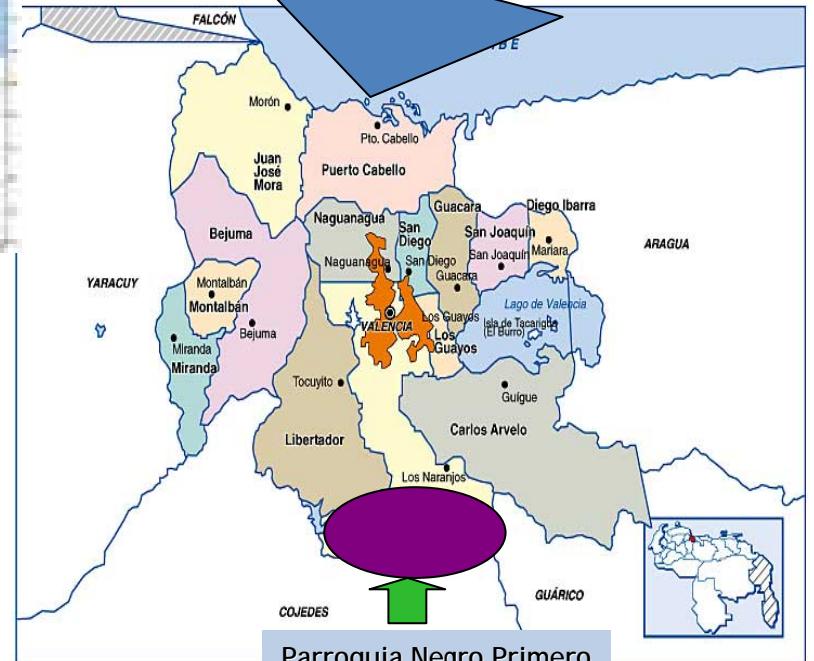 FALCÓN
BE
Morón
Pto. Cabello
Juan
José
Mora
Puerto Cabello
Guacara
Diego Ibarra
Naguanagua
San
Diego
San Joaquín
Bejuma
Naguanagua
San Diego
San Joaquín
Mariara
ARAGUA
Guacara
YARACUY
Montalbán
Montalbán
Lago de Valencia
Los Guayos
Isla de Tacarigua
(El Burro)
VALENCIA
Bejuma
Los
Guayos
Miranda
Miranda
Tocuyito
Guígue
Carlos Arvelo
Libertador
Los Naranjos
GUÁRICO
COJEDES
Parroquia Negro Primero